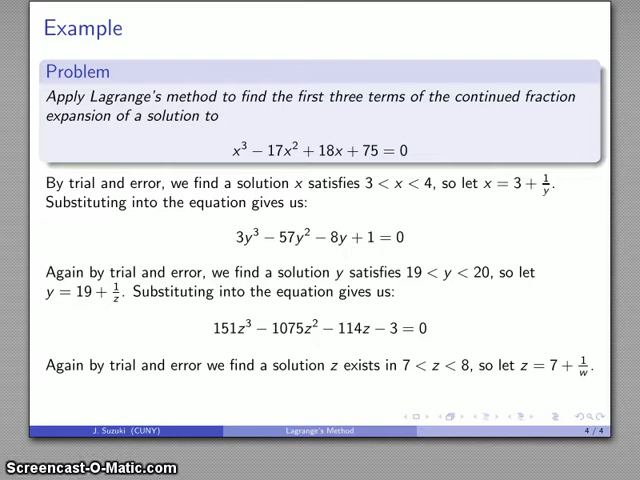 Example
Problem
Apply Lagrange's method to find the first three terms of the continued fraction
expansion of a solution to
x³ − 17x² + 18x + 75 = 0
By trial and error, we find a solution x satisfies 3 < x < 4, so let x = 3 + 1/y.
Substituting into the equation gives us:
3y³ − 57y² − 8y + 1 = 0
Again by trial and error, we find a solution y satisfies 19 < y < 20, so let
y = 19 + 1/z. Substituting into the equation gives us:
151z³ − 1075z² − 114z − 3 = 0
Again by trial and error we find a solution z exists in 7 < z < 8, so let z = 7 + 1/w.
J. Suzuki (CUNY) Lagrange's Method 4 / 4
Screencast-O-Matic.com